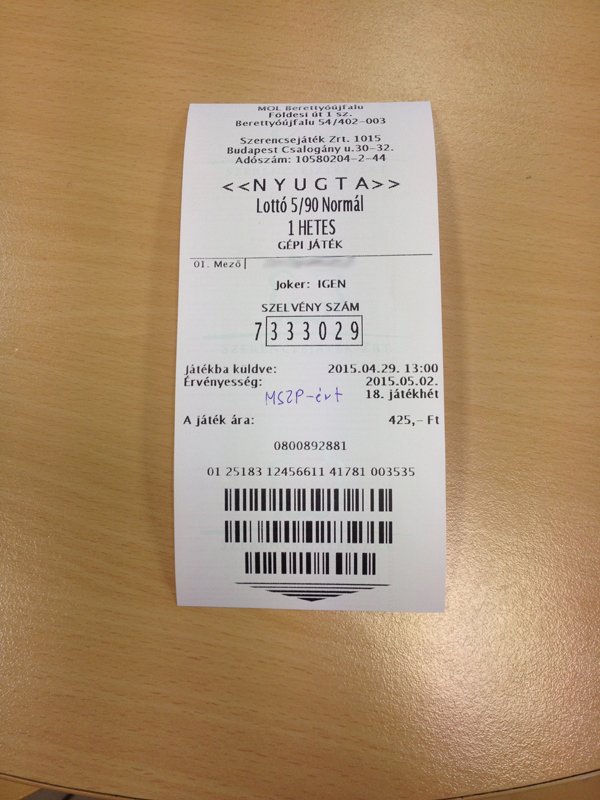 MOL Berettyóújfalu
Földesi út 1 sz.
Berettyóújfalu 54/402-003
Szerencsejáték Zrt. 1015
Budapest Csalogány u.30-32.
Adószám: 10580204-2-44
<<NYUGTA>>
Lottó 5/90 Normál
1 HETES
GÉPI JÁTÉK
01. Mező
Joker: IGEN
SZELVÉNY SZÁM
7333029
Játékba küldve: 2015.04.29. 13:00
Érvényesség: 2015.05.02.
MSZP-ért 18. játékhét
A játék ára: 425,- Ft
0800892881
01 25183 12456611 41781 003535